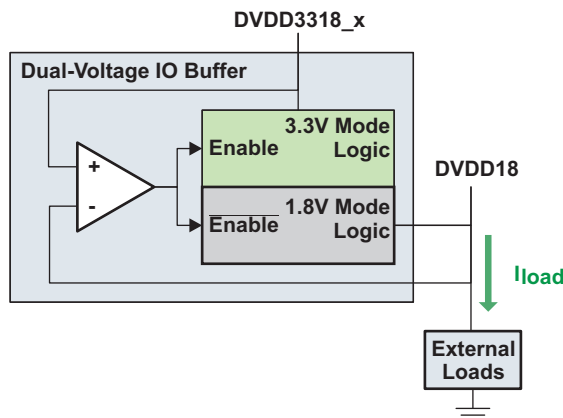 DVDD3318_x
Dual-Voltage IO Buffer
3.3V Mode
Logic
Enable
+
-
1.8V Mode
Logic
Enable
DVDD18
Iload
External
Loads